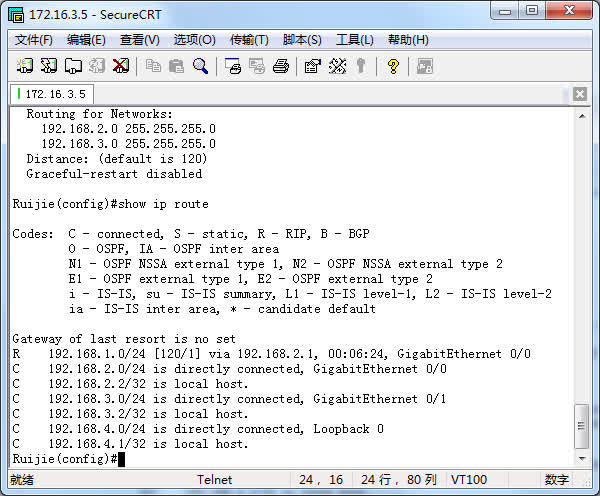 172.16.3.5 - SecureCRT
文件(F) 编辑(E) 查看(V) 选项(O) 传输(T) 脚本(S) 工具(L) 帮助(H)
172.16.3.5
  Routing for Networks:
    192.168.2.0 255.255.255.0
    192.168.3.0 255.255.255.0
  Distance: (default is 120)
  Graceful-restart disabled
Ruijie(config)#show ip route
Codes:  C - connected, S - static, R - RIP, B - BGP
        O - OSPF, IA - OSPF inter area
        N1 - OSPF NSSA external type 1, N2 - OSPF NSSA external type 2
        E1 - OSPF external type 1, E2 - OSPF external type 2
        i - IS-IS, su - IS-IS summary, L1 - IS-IS level-1, L2 - IS-IS level-2
        ia - IS-IS inter area, * - candidate default
Gateway of last resort is no set
R    192.168.1.0/24 [120/1] via 192.168.2.1, 00:06:24, GigabitEthernet 0/0
C    192.168.2.0/24 is directly connected, GigabitEthernet 0/0
C    192.168.2.2/32 is local host.
C    192.168.3.0/24 is directly connected, GigabitEthernet 0/1
C    192.168.3.2/32 is local host.
C    192.168.4.0/24 is directly connected, Loopback 0
C    192.168.4.1/32 is local host.
Ruijie(config)#
就绪 Telnet 24, 16 24 行, 80 列 VT100 数字